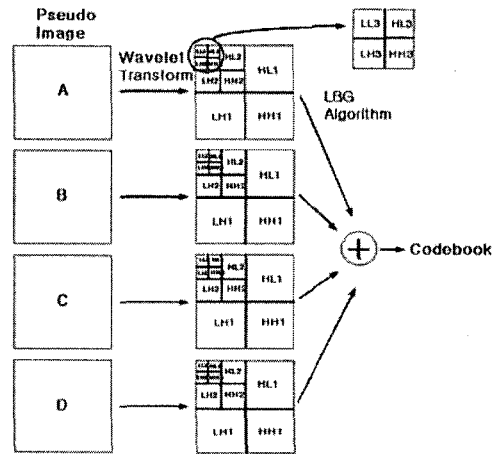 Pseudo
Image
Wavelet
Transform
A
HL2
HL1
LH2 HH2
LH1 HH1
LL3 HL3
LH3 HH3
LBG
Algorithm
B
HL2
HL1
LH2 HH2
LH1 HH1
Codebook
C
HL2
HL1
LH2 HH2
LH1 HH1
D
HL2
HL1
LH2 HH2
LH1 HH1